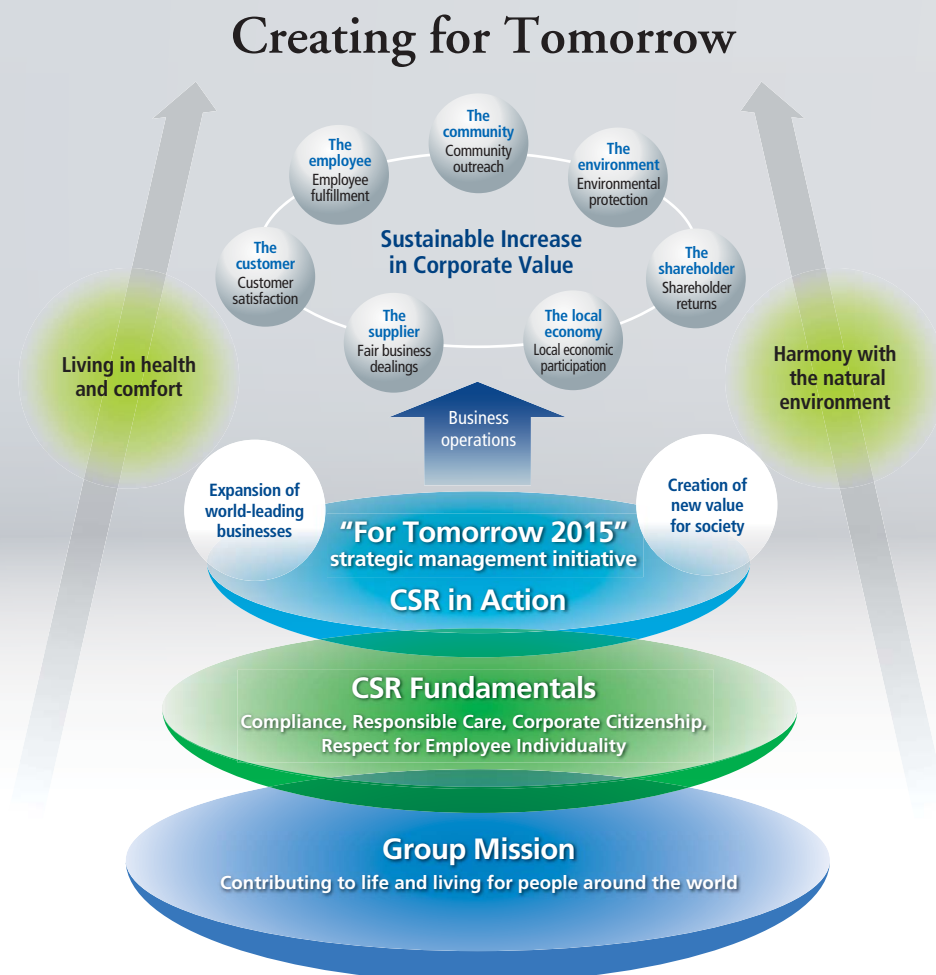 Creating for Tomorrow
The
community
Community
outreach
The
employee
Employee
fulfillment
The
environment
Environmental
protection
The
customer
Customer
satisfaction
Sustainable Increase
in Corporate Value
The
shareholder
Shareholder
returns
The
supplier
Fair business
dealings
The local
economy
Local economic
participation
Living in health
and comfort
Harmony with
the natural
environment
Business
operations
Expansion of
world-leading
businesses
Creation of
new value
for society
“For Tomorrow 2015”
strategic management initiative
CSR in Action
CSR Fundamentals
Compliance, Responsible Care, Corporate Citizenship,
Respect for Employee Individuality
Group Mission
Contributing to life and living for people around the world